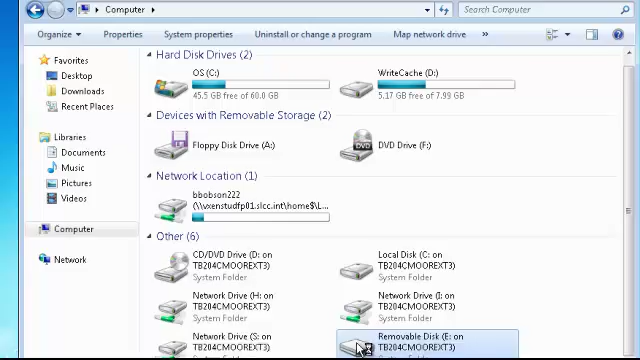 Computer
Search Computer
Organize Properties System properties Uninstall or change a program Map network drive »
Favorites
Desktop
Downloads
Recent Places
Libraries
Documents
Music
Pictures
Videos
Computer
Network
Hard Disk Drives (2)
OS (C:)
45.5 GB free of 60.0 GB
WriteCache (D:)
5.17 GB free of 7.99 GB
Devices with Removable Storage (2)
Floppy Disk Drive (A:)
DVD
DVD Drive (F:)
Network Location (1)
bbobson222
(\\vxenstudfp01.slcc.int\home$\L...
Other (6)
CD/DVD Drive (D: on
TB204CMOOREXT3)
System Folder
Local Disk (C: on
TB204CMOOREXT3)
System Folder
Network Drive (H: on
TB204CMOOREXT3)
System Folder
Network Drive (I: on
TB204CMOOREXT3)
System Folder
Network Drive (S: on
TB204CMOOREXT3)
Removable Disk (E: on
TB204CMOOREXT3)